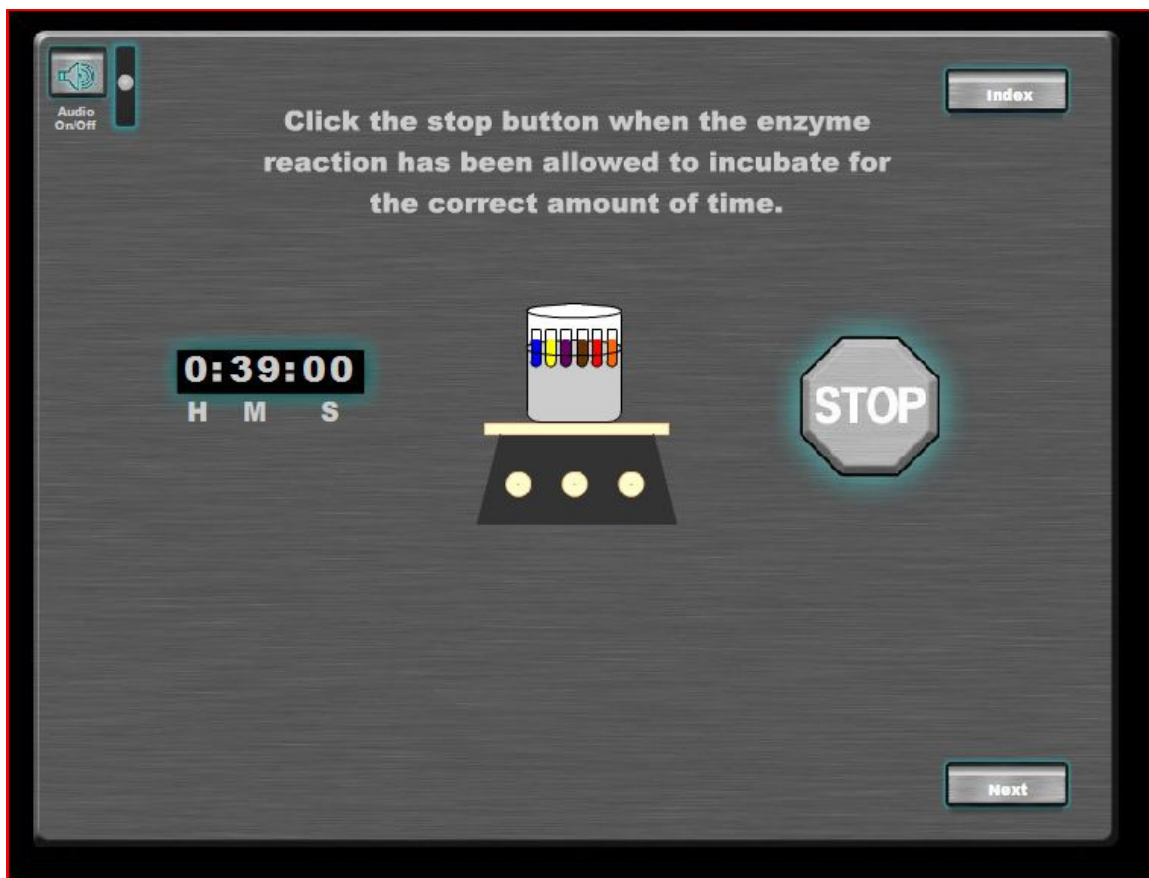 Audio
On/Off
Index
Click the stop button when the enzyme
reaction has been allowed to incubate for
the correct amount of time.
0:39:00
H M S
STOP
Next